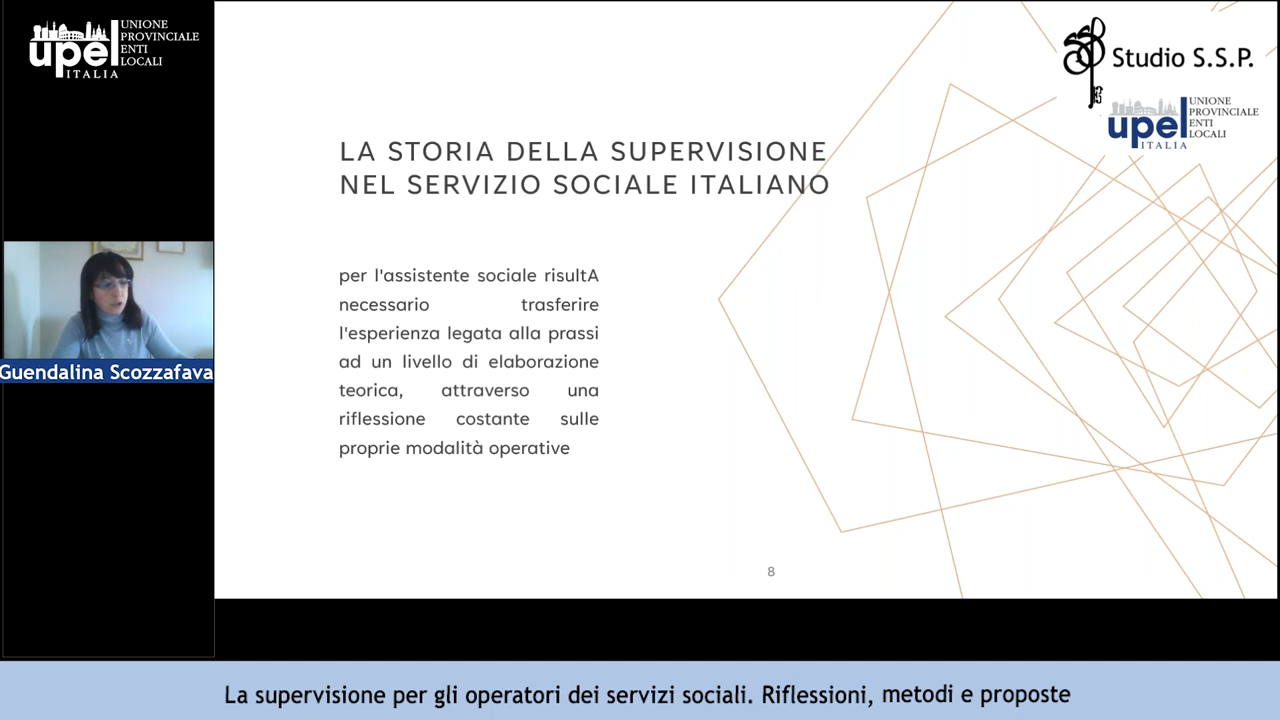 upel
ITALIA
UNIONE
PROVINCIALE
ENTI
LOCALI
Studio S.S.P.
upel
ITALIA
UNIONE
PROVINCIALE
ENTI
LOCALI
LA STORIA DELLA SUPERVISIONE
NEL SERVIZIO SOCIALE ITALIANO
per l'assistente sociale risultA
necessario trasferire
l'esperienza legata alla prassi
ad un livello di elaborazione
teorica, attraverso una
riflessione costante sulle
proprie modalità operative
Guendalina Scozzafava
8
La supervisione per gli operatori dei servizi sociali. Riflessioni, metodi e proposte